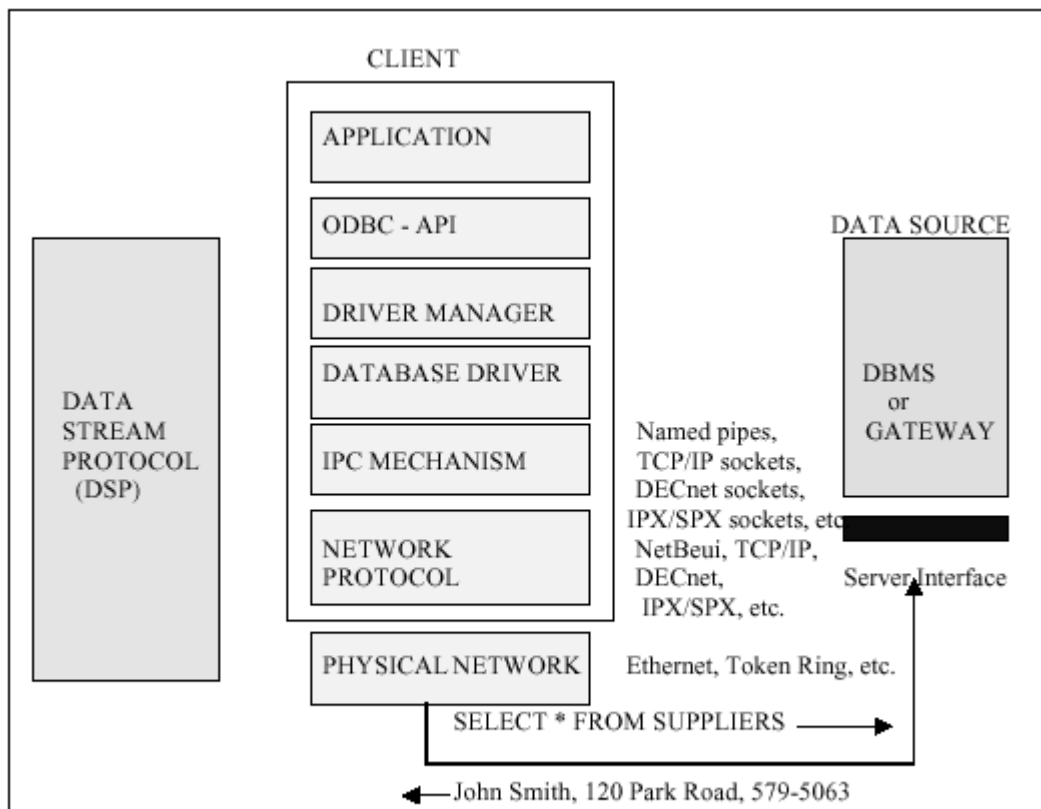 CLIENT
APPLICATION
ODBC - API
DRIVER MANAGER
DATABASE DRIVER
IPC MECHANISM
NETWORK
PROTOCOL
PHYSICAL NETWORK
DATA
STREAM
PROTOCOL
(DSP)
Named pipes,
TCP/IP sockets,
DECnet sockets,
IPX/SPX sockets, etc
NetBeui, TCP/IP,
DECnet,
IPX/SPX, etc.
Ethernet, Token Ring, etc.
DATA SOURCE
DBMS
or
GATEWAY
Server Interface
SELECT * FROM SUPPLIERS
John Smith, 120 Park Road, 579-5063